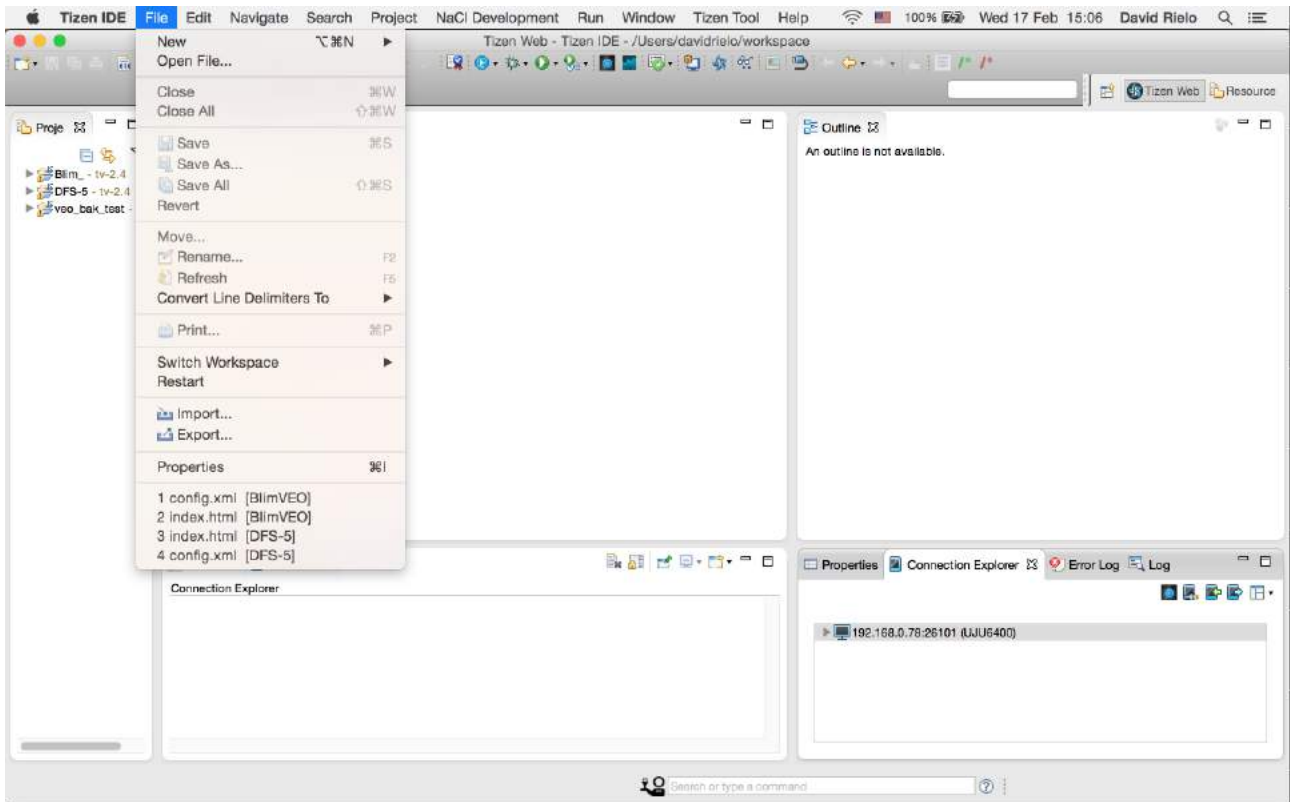 Tizen IDE File Edit Navigate Search Project NaCl Development Run Window Tizen Tool Help 100% Wed 17 Feb 15:06 David Rielo
Tizen Web - Tizen IDE - /Users/davidrielo/workspace
New ⌥⌘N
Open File...
Close ⌘W
Close All ⇧⌘W
Save ⌘S
Save As...
Save All ⇧⌘S
Revert
Move...
Rename... F2
Refresh F5
Convert Line Delimiters To
Print... ⌘P
Switch Workspace
Restart
Import...
Export...
Properties ⌘I
1 config.xml [BlimVEO]
2 index.html [BlimVEO]
3 index.html [DFS-5]
4 config.xml [DFS-5]
Tizen Web Resource
Proje
Blim_ - tv-2.4
DFS-5 - tv-2.4
veo_bak_test -
Outline
An outline is not available.
Connection Explorer
Properties Connection Explorer Error Log Log
192.168.0.78:26101 (UJU6400)
Search or type a command